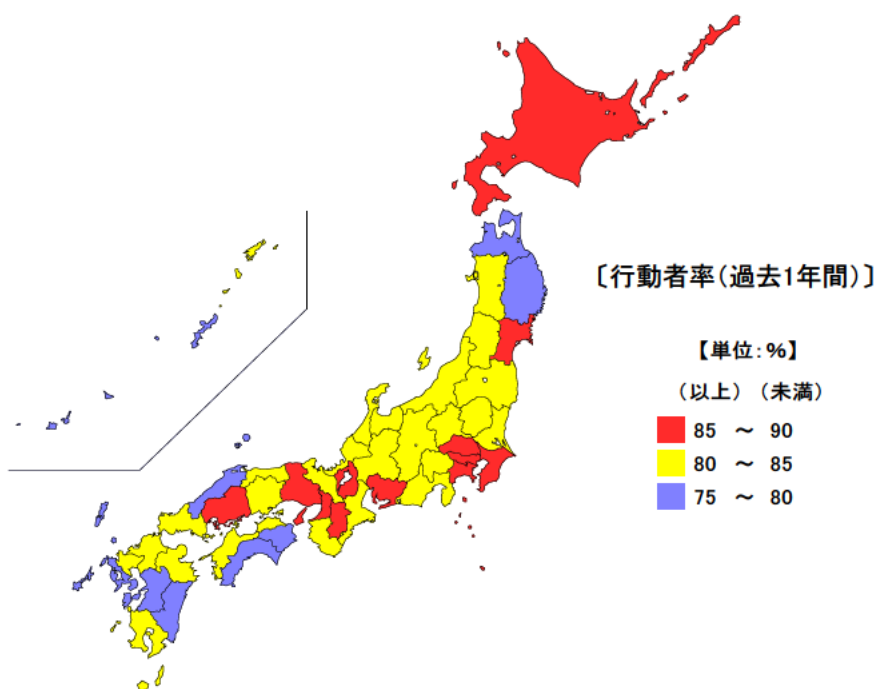 〔行動者率(過去1年間)〕
【単位:%】
(以上) (未満)
85 ~ 90
80 ~ 85
75 ~ 80